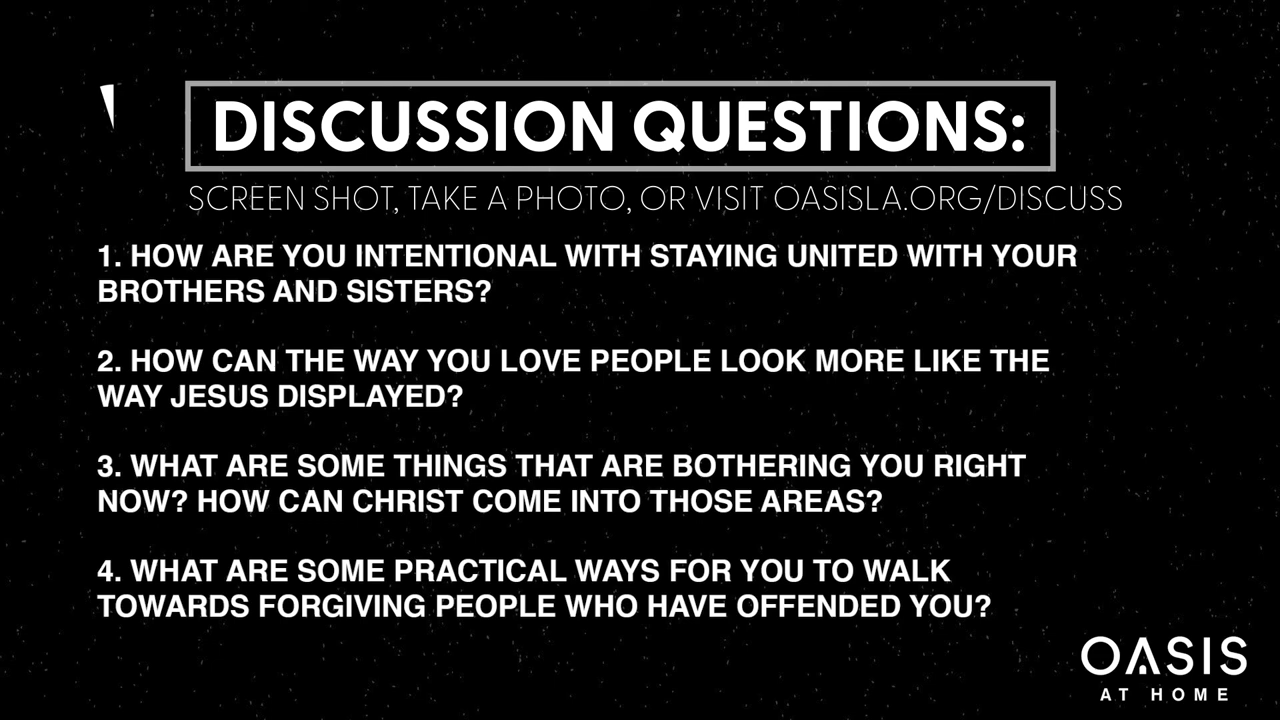 DISCUSSION QUESTIONS:
SCREEN SHOT, TAKE A PHOTO, OR VISIT OASISLA.ORG/DISCUSS
1. HOW ARE YOU INTENTIONAL WITH STAYING UNITED WITH YOUR
BROTHERS AND SISTERS?
2. HOW CAN THE WAY YOU LOVE PEOPLE LOOK MORE LIKE THE
WAY JESUS DISPLAYED?
3. WHAT ARE SOME THINGS THAT ARE BOTHERING YOU RIGHT
NOW? HOW CAN CHRIST COME INTO THOSE AREAS?
4. WHAT ARE SOME PRACTICAL WAYS FOR YOU TO WALK
TOWARDS FORGIVING PEOPLE WHO HAVE OFFENDED YOU?
OASIS
AT HOME